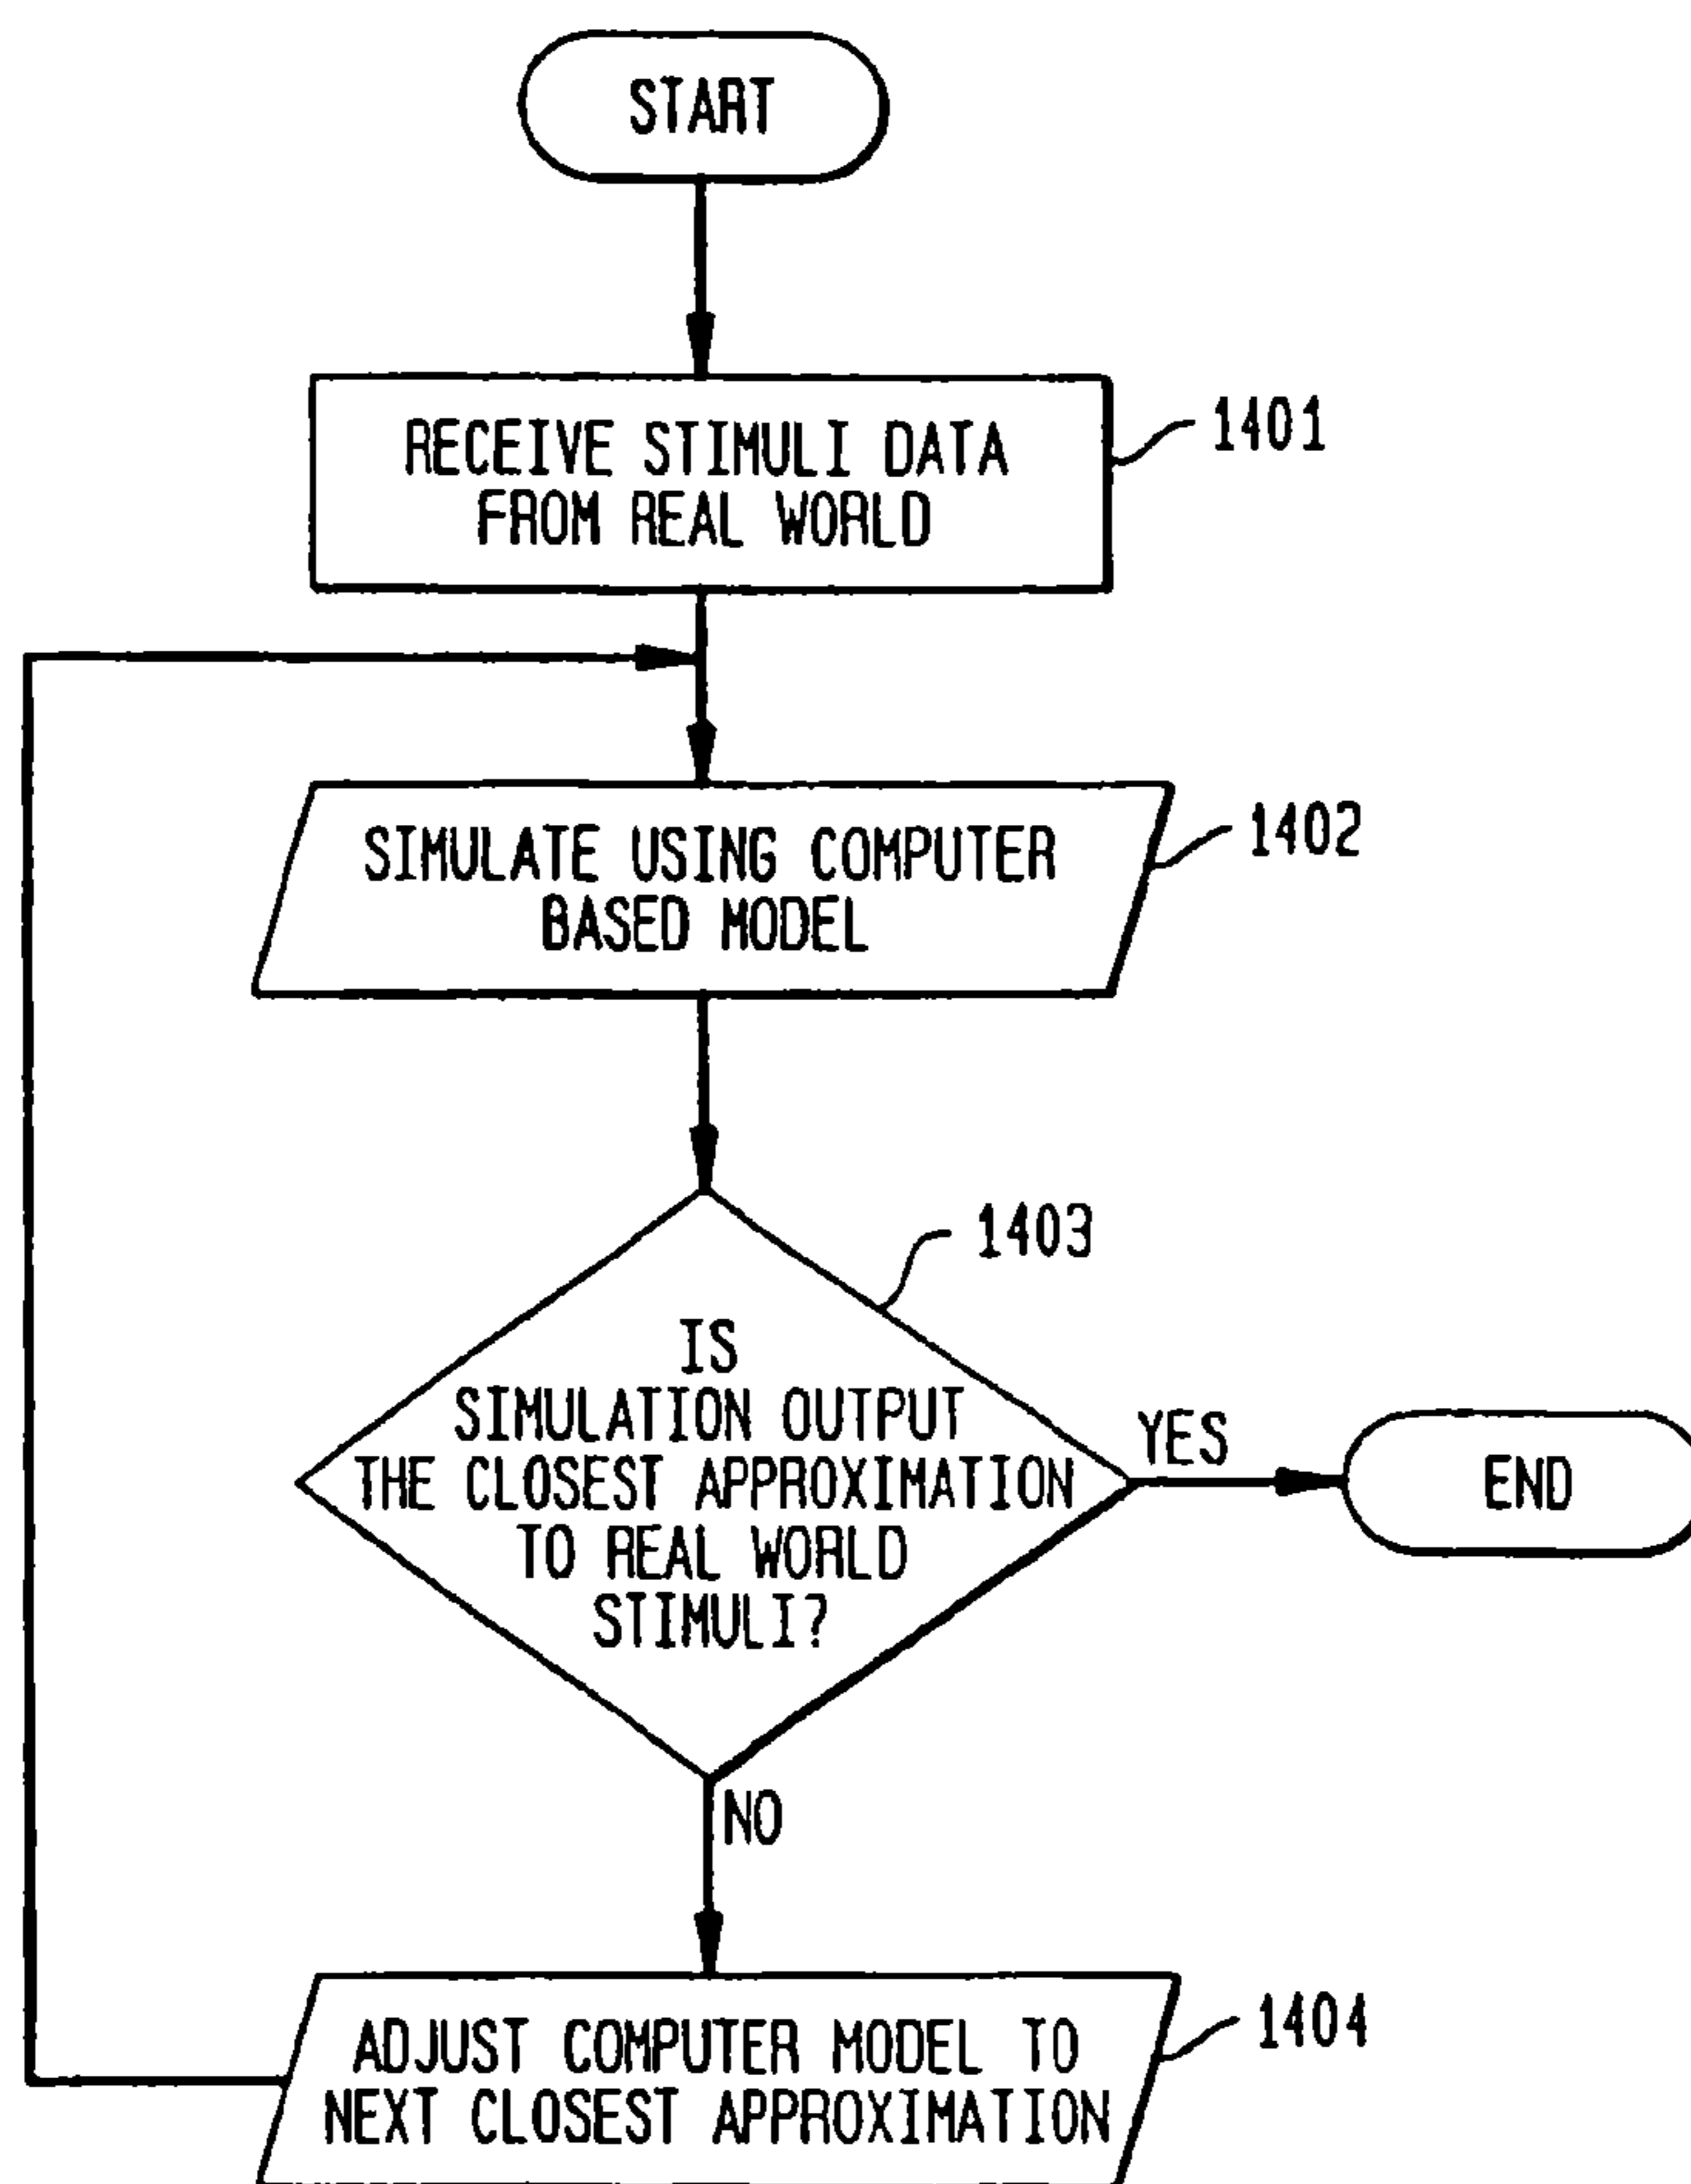 START
RECEIVE STIMULI DATA
FROM REAL WORLD
1401
SIMULATE USING COMPUTER
BASED MODEL
1402
1403
IS
SIMULATION OUTPUT
THE CLOSEST APPROXIMATION
TO REAL WORLD
STIMULI?
YES
END
NO
ADJUST COMPUTER MODEL TO
NEXT CLOSEST APPROXIMATION
1404